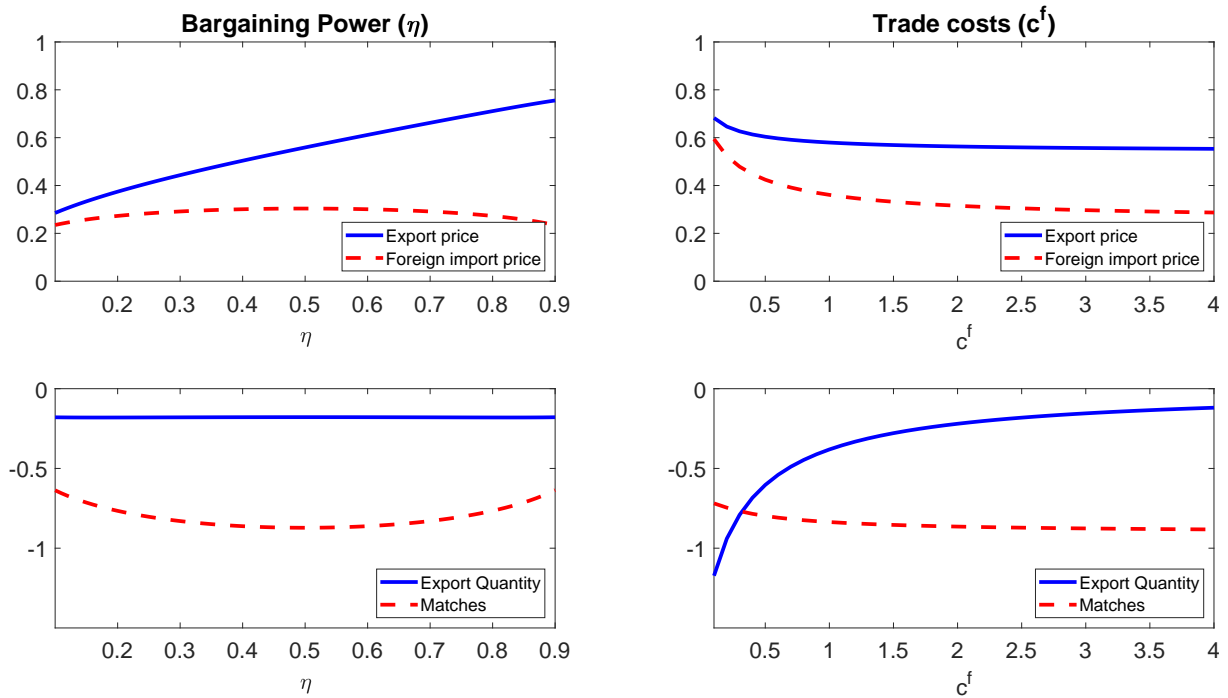 Bargaining Power (η)
1
0.8
0.6
0.4
0.2
0
Export price
Foreign import price
0.2 0.3 0.4 0.5 0.6 0.7 0.8 0.9
η
Trade costs (c^f)
1
0.8
0.6
0.4
0.2
0
Export price
Foreign import price
0.5 1 1.5 2 2.5 3 3.5 4
c^f
0
-0.5
-1
Export Quantity
Matches
0.2 0.3 0.4 0.5 0.6 0.7 0.8 0.9
η
0
-0.5
-1
Export Quantity
Matches
0.5 1 1.5 2 2.5 3 3.5 4
c^f